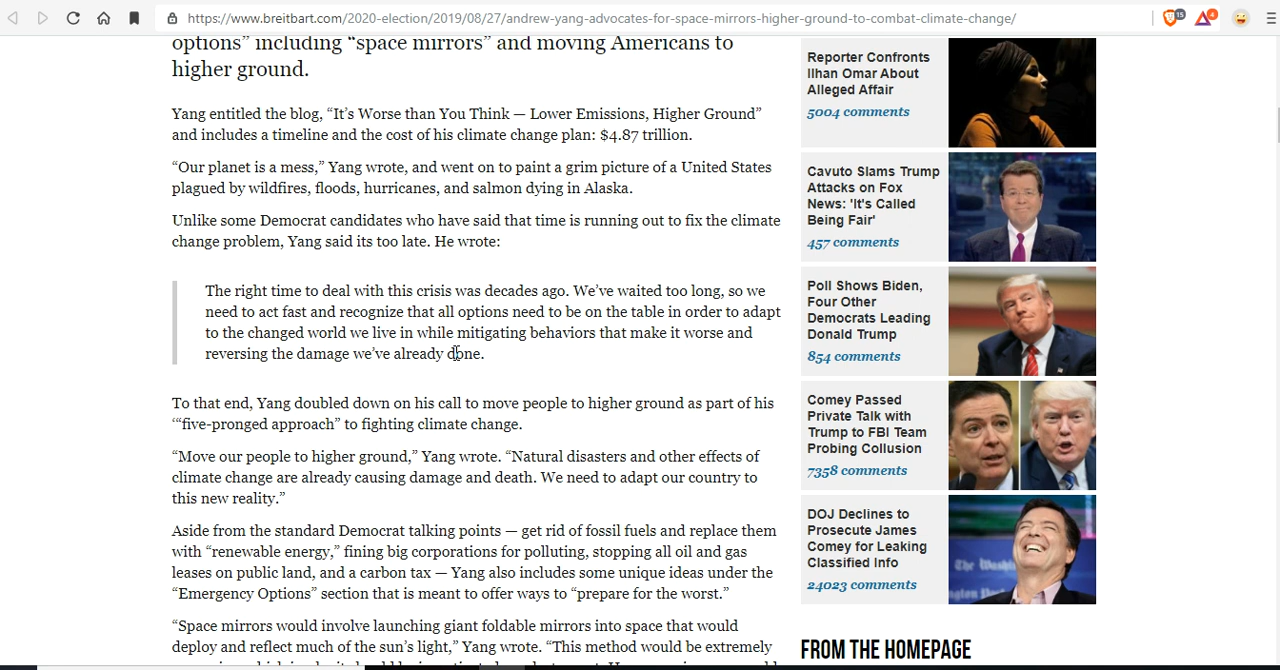 https://www.breitbart.com/2020-election/2019/08/27/andrew-yang-advocates-for-space-mirrors-higher-ground-to-combat-climate-change/
15
4
options” including “space mirrors” and moving Americans to
higher ground.
Yang entitled the blog, “It’s Worse than You Think — Lower Emissions, Higher Ground”
and includes a timeline and the cost of his climate change plan: $4.87 trillion.
“Our planet is a mess,” Yang wrote, and went on to paint a grim picture of a United States
plagued by wildfires, floods, hurricanes, and salmon dying in Alaska.
Unlike some Democrat candidates who have said that time is running out to fix the climate
change problem, Yang said its too late. He wrote:
The right time to deal with this crisis was decades ago. We’ve waited too long, so we
need to act fast and recognize that all options need to be on the table in order to adapt
to the changed world we live in while mitigating behaviors that make it worse and
reversing the damage we’ve already done.
To that end, Yang doubled down on his call to move people to higher ground as part of his
‘“five-pronged approach” to fighting climate change.
“Move our people to higher ground,” Yang wrote. “Natural disasters and other effects of
climate change are already causing damage and death. We need to adapt our country to
this new reality.”
Aside from the standard Democrat talking points — get rid of fossil fuels and replace them
with “renewable energy,” fining big corporations for polluting, stopping all oil and gas
leases on public land, and a carbon tax — Yang also includes some unique ideas under the
“Emergency Options” section that is meant to offer ways to “prepare for the worst.”
“Space mirrors would involve launching giant foldable mirrors into space that would
deploy and reflect much of the sun’s light,” Yang wrote. “This method would be extremely
Reporter Confronts
Ilhan Omar About
Alleged Affair
5004 comments
Cavuto Slams Trump
Attacks on Fox
News: 'It's Called
Being Fair'
457 comments
Poll Shows Biden,
Four Other
Democrats Leading
Donald Trump
854 comments
Comey Passed
Private Talk with
Trump to FBI Team
Probing Collusion
7358 comments
DOJ Declines to
Prosecute James
Comey for Leaking
Classified Info
24023 comments
FROM THE HOMEPAGE